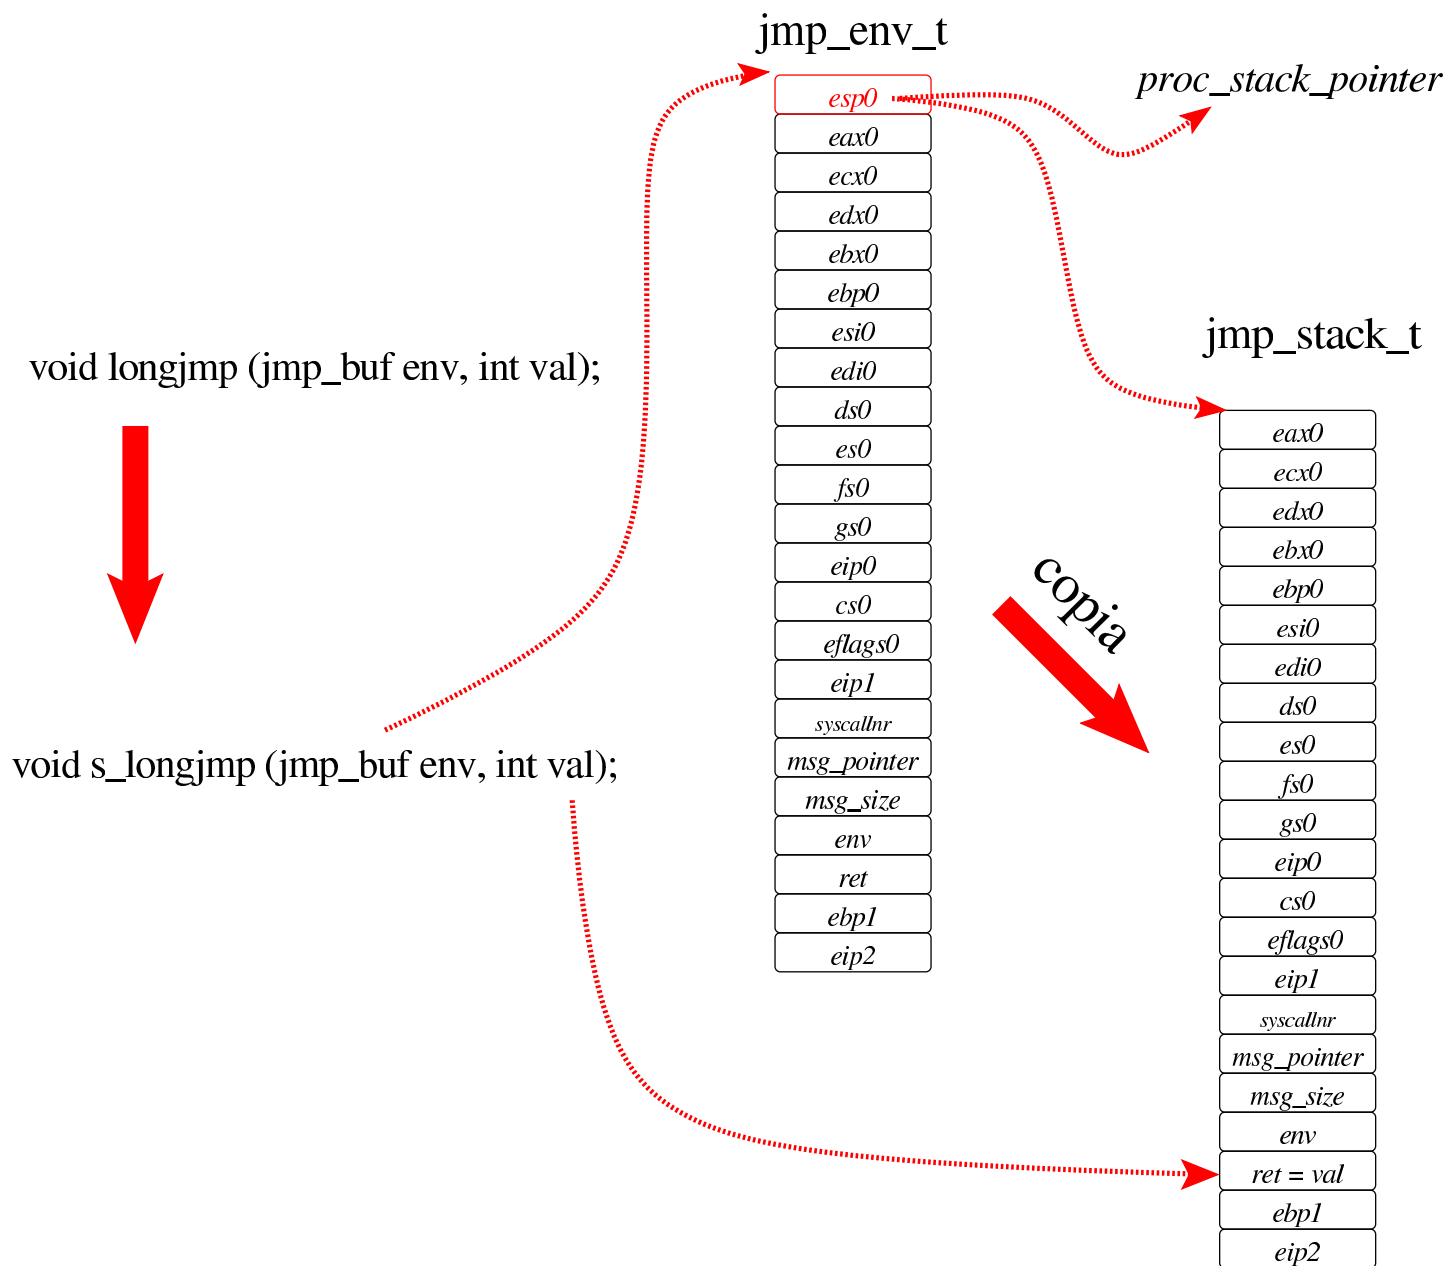 jmp_env_t
proc_stack_pointer
esp0
eax0
ecx0
edx0
ebx0
ebp0
esi0
edi0
ds0
es0
fs0
gs0
eip0
cs0
eflags0
eip1
syscallnr
msg_pointer
msg_size
env
ret
ebp1
eip2
void longjmp (jmp_buf env, int val);
void s_longjmp (jmp_buf env, int val);
copia
jmp_stack_t
eax0
ecx0
edx0
ebx0
ebp0
esi0
edi0
ds0
es0
fs0
gs0
eip0
cs0
eflags0
eip1
syscallnr
msg_pointer
msg_size
env
ret = val
ebp1
eip2